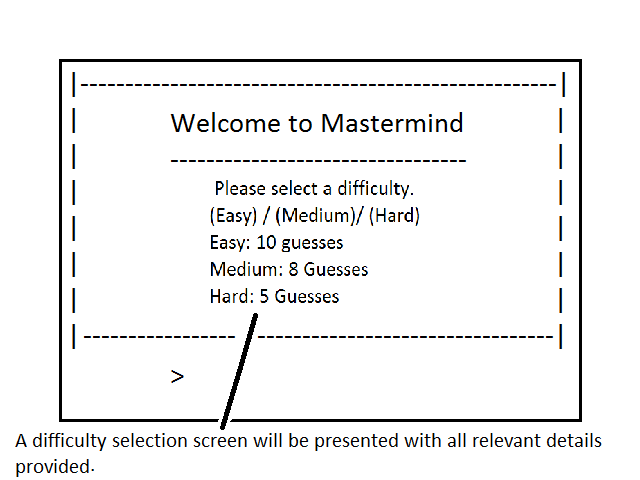 |-----------------------------------------------------|
Welcome to Mastermind
---------------------------------
Please select a difficulty.
(Easy) / (Medium)/ (Hard)
Easy: 10 guesses
Medium: 8 Guesses
Hard: 5 Guesses
|----------------- ---------------------------------|
>
A difficulty selection screen will be presented with all relevant details
provided.